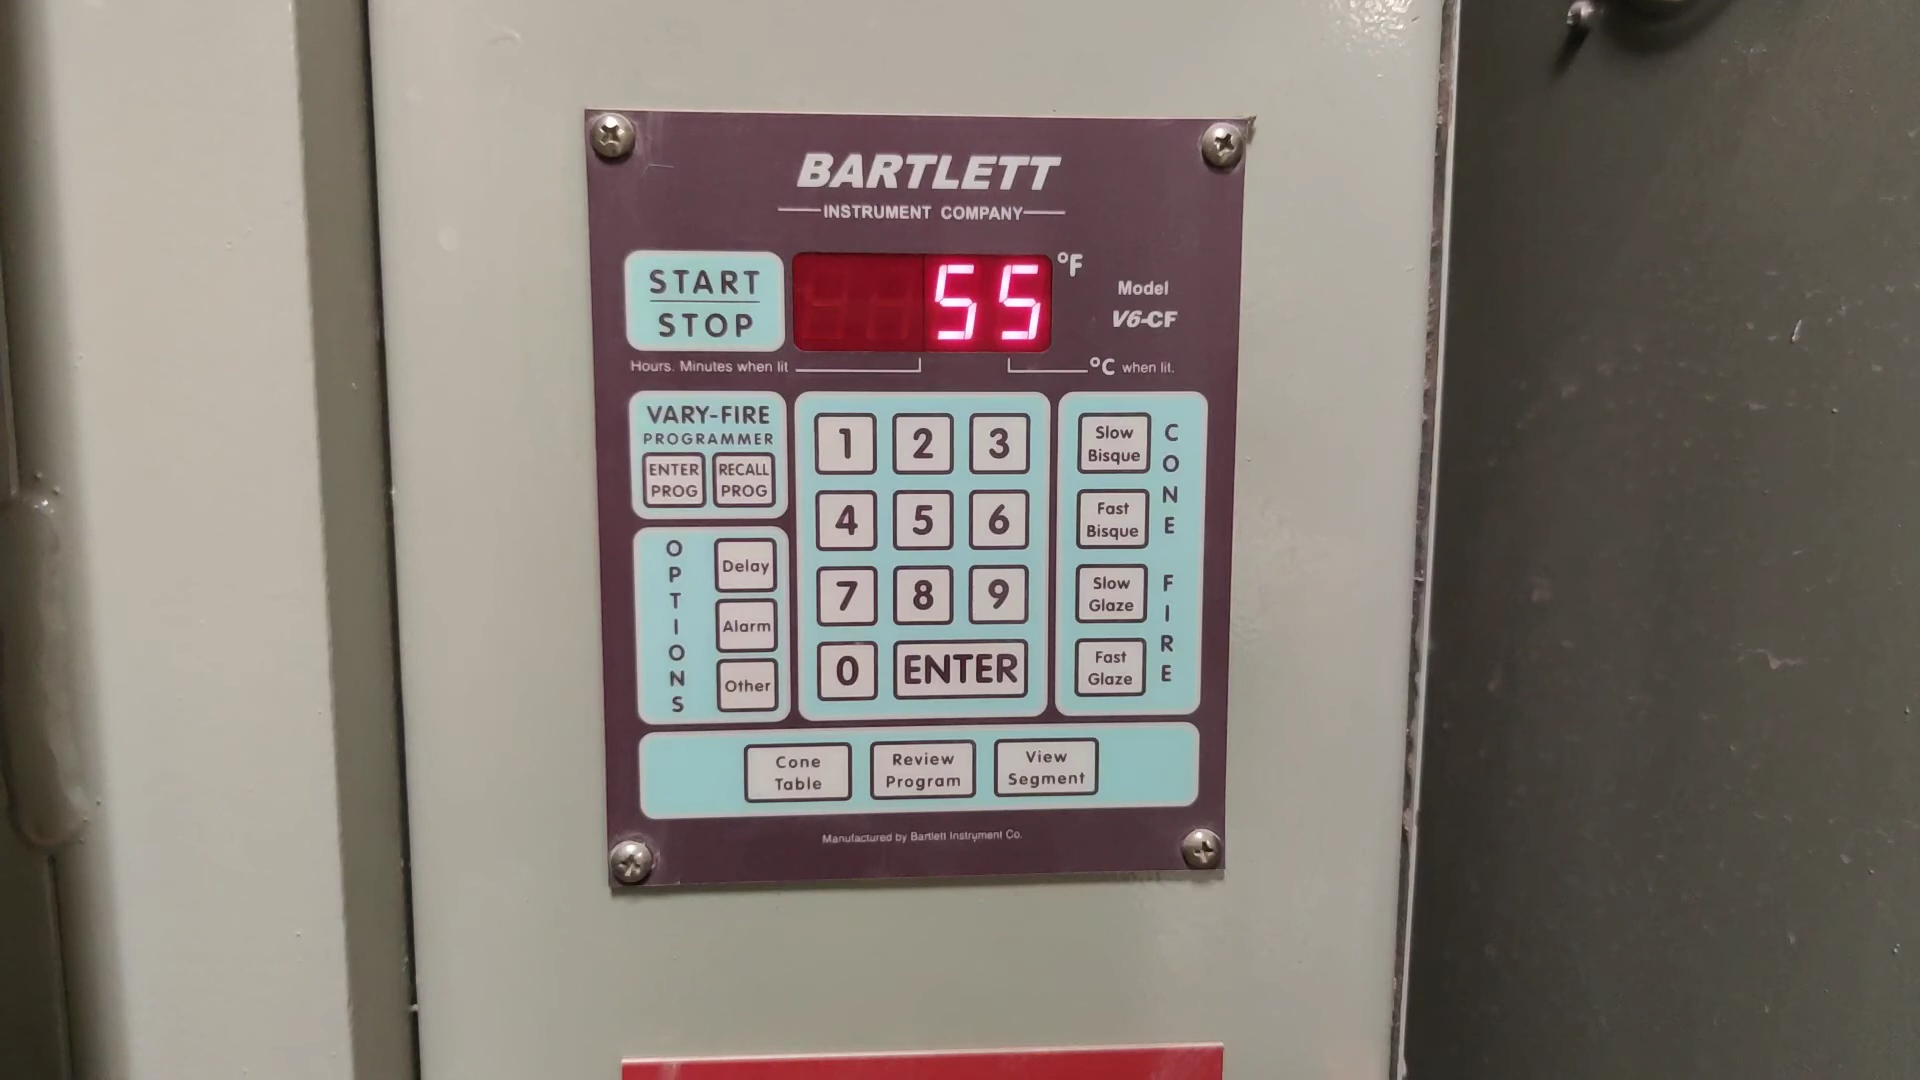 BARTLETT
INSTRUMENT COMPANY
START
STOP
55
°F
Model
V6-CF
Hours. Minutes when lit
°C when lit.
VARY-FIRE
PROGRAMMER
ENTER
PROG
RECALL
PROG
OPTIONS
Delay
Alarm
Other
1 2 3
4 5 6
7 8 9
0 ENTER
Slow
Bisque
Fast
Bisque
Slow
Glaze
Fast
Glaze
CONE FIRE
Cone
Table
Review
Program
View
Segment
Manufactured by Bartlett Instrument Co.